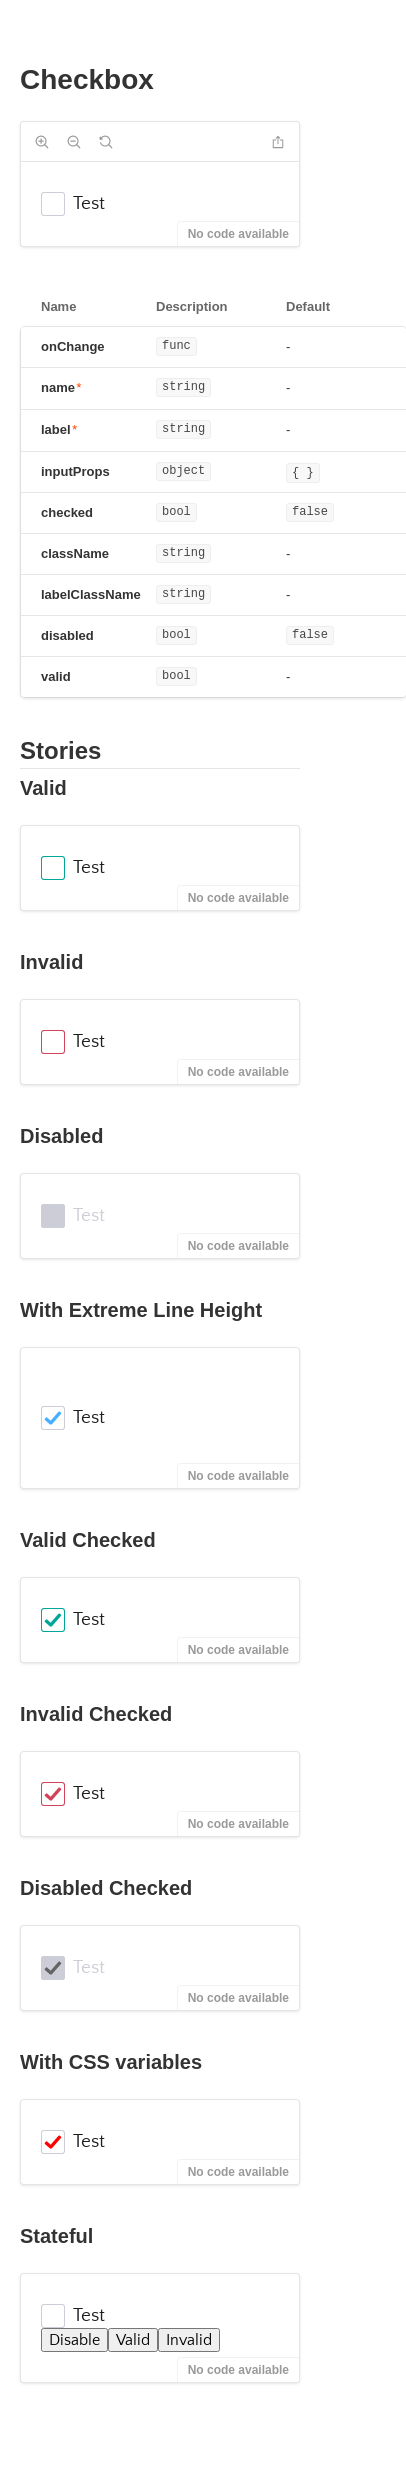 Checkbox
Test
No code available
Name Description Default
onChange func -
name* string -
label* string -
inputProps object { }
checked bool false
className string -
labelClassName string -
disabled bool false
valid bool -
Stories
Valid
Test
No code available
Invalid
Test
No code available
Disabled
Test
No code available
With Extreme Line Height
Test
No code available
Valid Checked
Test
No code available
Invalid Checked
Test
No code available
Disabled Checked
Test
No code available
With CSS variables
Test
No code available
Stateful
Test
Disable Valid Invalid
No code available